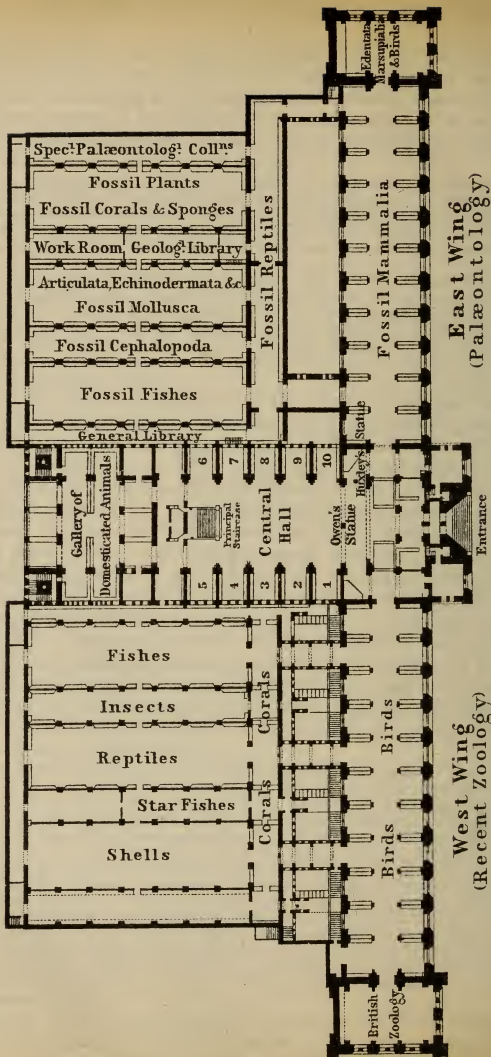 Edentata
Marsupialia
& Birds
Spec.l Palæontolog.l Coll.ns
Fossil Plants
Fossil Corals & Sponges
Work Room
Geolog.l Library
Articulata, Echinodermata &c.
Fossil Mollusca
Fossil Cephalopoda
Fossil Fishes
General Library
Fossil Reptiles
Fossil Mammalia
East Wing
(Palæontology)
Gallery of
Domesticated Animals
Principal
Staircase
6
7
8
9
10
5
4
3
2
1
Central
Hall
Owen's
Statue
Huxley's Statue
Entrance
Fishes
Insects
Reptiles
Star Fishes
Shells
Corals
Corals
Birds
Birds
West Wing
(Recent Zoology)
British
Zoology